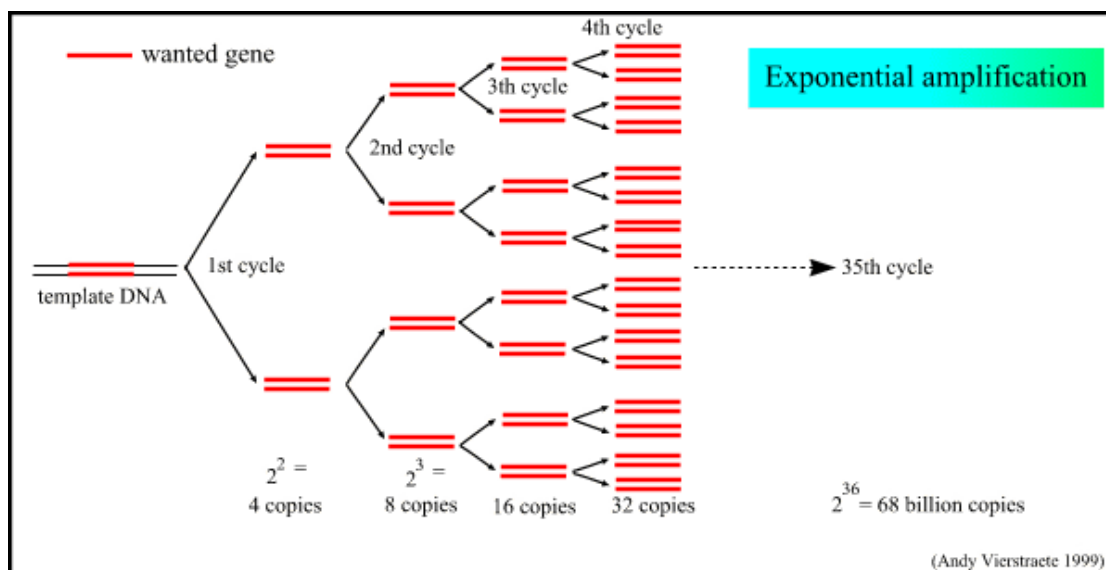 4th cycle
wanted gene
Exponential amplification
3th cycle
2nd cycle
1st cycle
35th cycle
template DNA
2^2 =
4 copies
2^3 =
8 copies
16 copies
32 copies
2^36 = 68 billion copies
(Andy Vierstraete 1999)